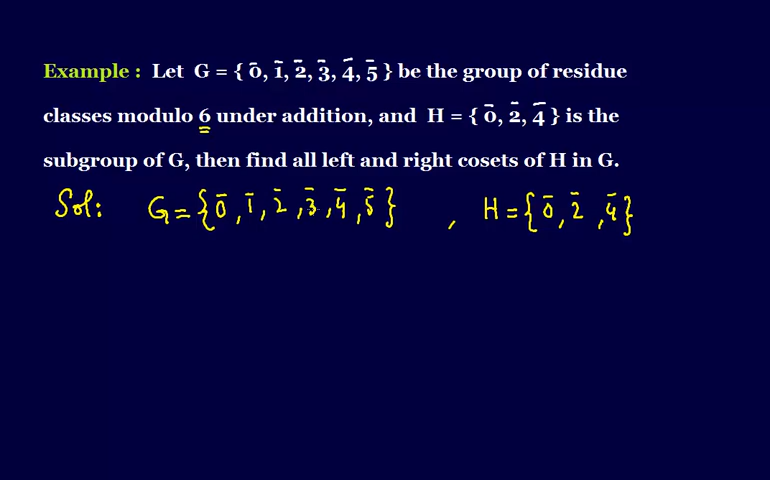 Example : Let G = { 0̄, 1̄, 2̄, 3̄, 4̄, 5̄ } be the group of residue
classes modulo 6 under addition, and H = { 0̄, 2̄, 4̄ } is the
subgroup of G, then find all left and right cosets of H in G.
Sol: G = { 0̄, 1̄, 2̄, 3̄, 4̄, 5̄ } , H = { 0̄, 2̄, 4̄ }